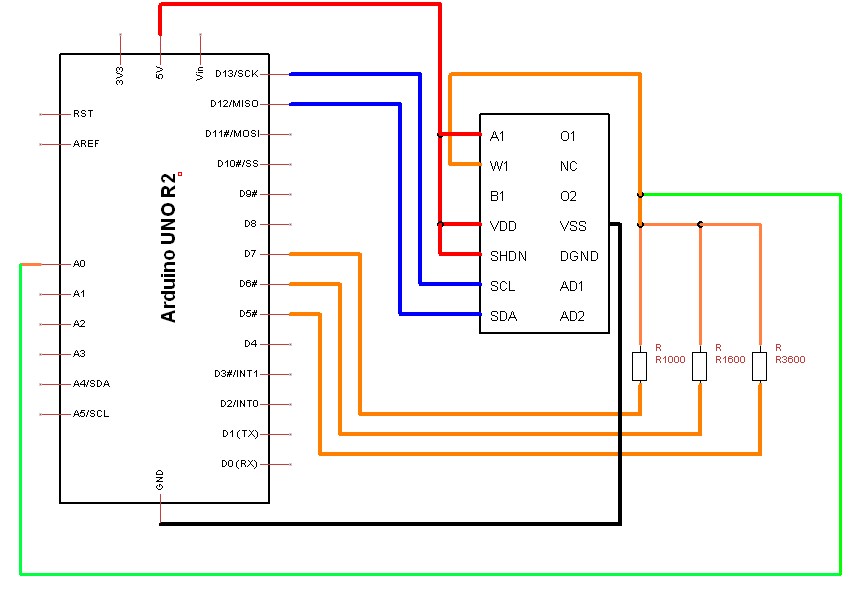 3V3
5V
Vin
RST
AREF
A0
A1
A2
A3
A4/SDA
A5/SCL
Arduino UNO R2
D13/SCK
D12/MISO
D11#/MOSI
D10#/SS
D9#
D8
D7
D6#
D5#
D4
D3#/INT1
D2/INT0
D1(TX)
D0(RX)
GND
A1 O1
W1 NC
B1 O2
VDD VSS
SHDN DGND
SCL AD1
SDA AD2
R
R1000
R
R1600
R
R3600